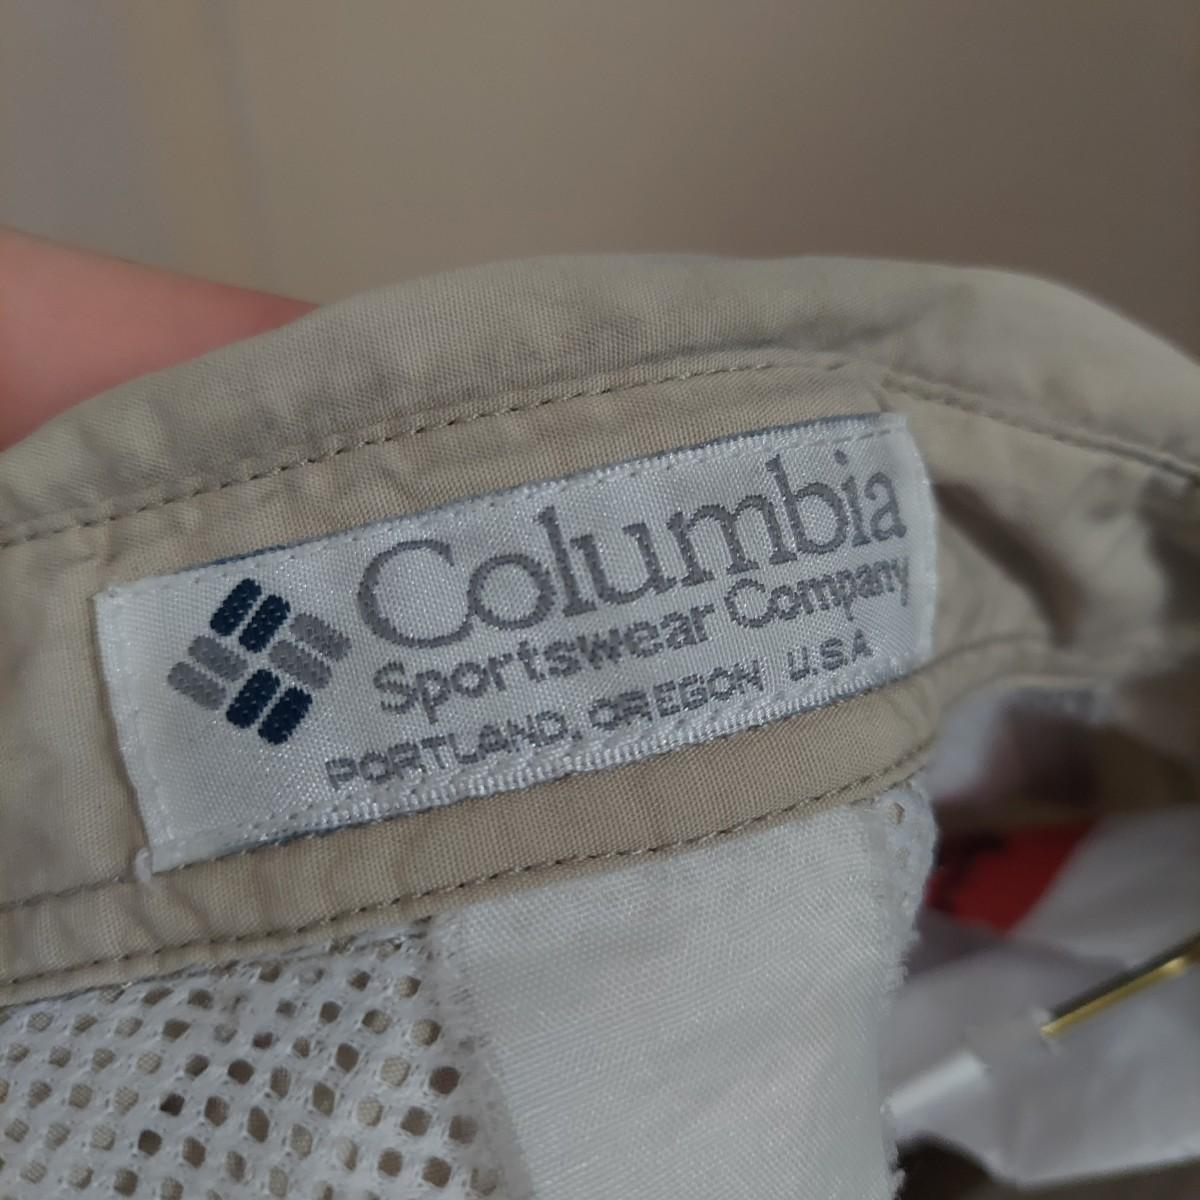 Columbia
Sportswear Company
PORTLAND, OREGON U.S.A